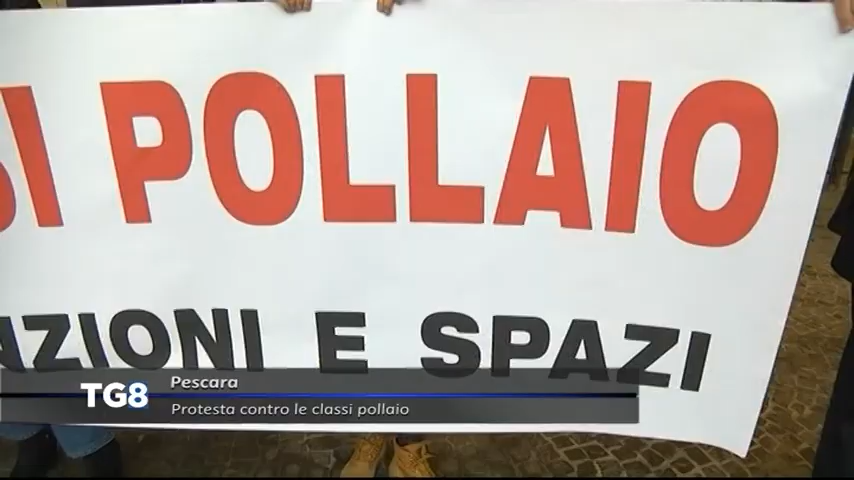 SI POLLAIO
AZIONI E SPAZI
TG8
Pescara
Protesta contro le classi pollaio